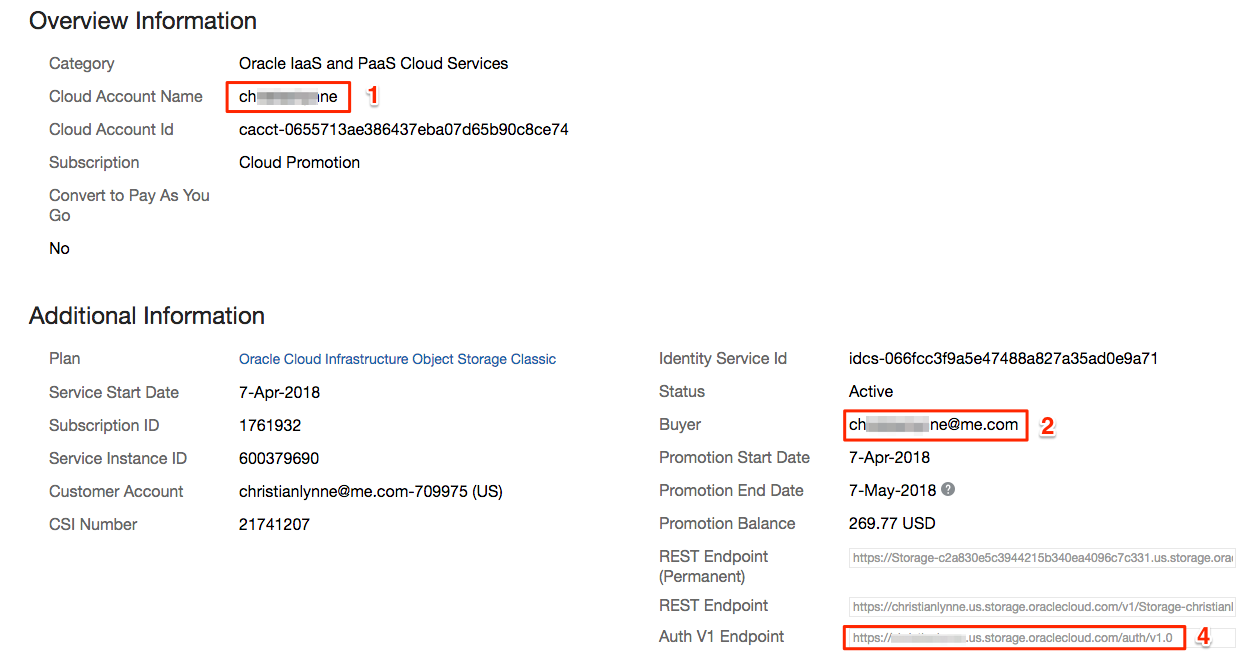 Overview Information
Category Oracle IaaS and PaaS Cloud Services
Cloud Account Name ch ne 1
Cloud Account Id cacct-0655713ae386437eba07d65b90c8ce74
Subscription Cloud Promotion
Convert to Pay As You
Go
No
Additional Information
Plan Oracle Cloud Infrastructure Object Storage Classic
Service Start Date 7-Apr-2018
Subscription ID 1761932
Service Instance ID 600379690
Customer Account christianlynne@me.com-709975 (US)
CSI Number 21741207
Identity Service Id idcs-066fcc3f9a5e47488a827a35ad0e9a71
Status Active
Buyer ch ne@me.com 2
Promotion Start Date 7-Apr-2018
Promotion End Date 7-May-2018 ?
Promotion Balance 269.77 USD
REST Endpoint https://Storage-c2a830e5c3944215b340ea4096c7c331.us.storage.ora
(Permanent)
REST Endpoint https://christianlynne.us.storage.oraclecloud.com/v1/Storage-christianl
Auth V1 Endpoint https:// .us.storage.oraclecloud.com/auth/v1.0 4